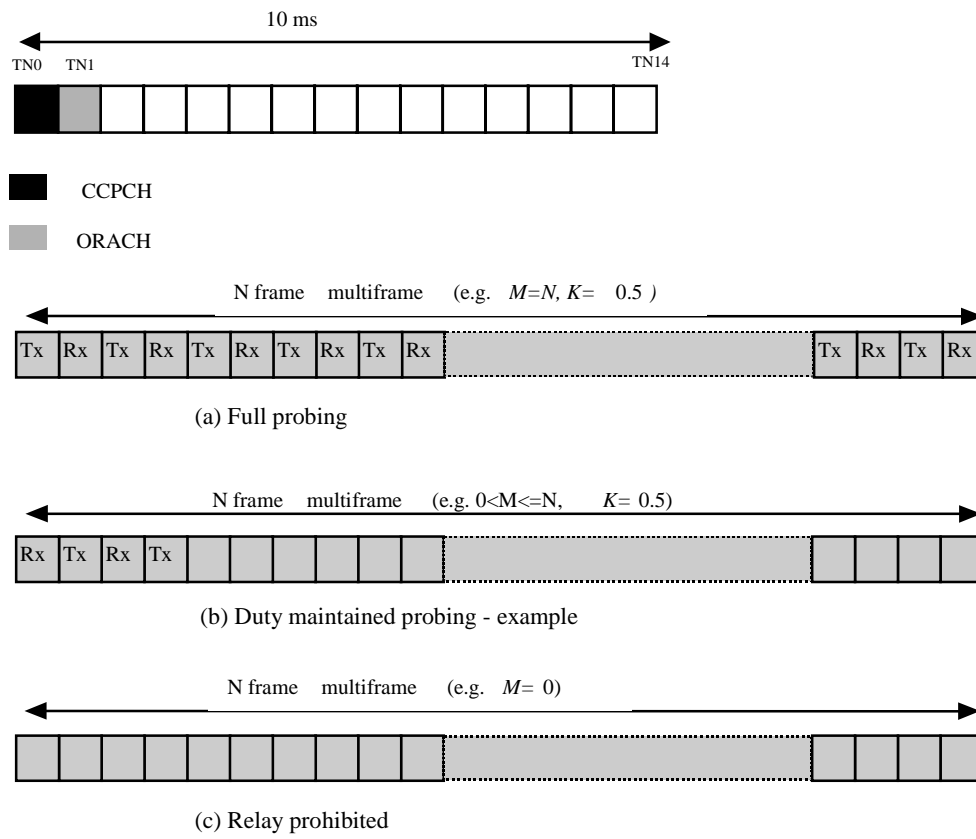 10 ms
TN0 TN1 TN14
CCPCH
ORACH
N frame multiframe (e.g. M=N, K= 0.5 )
Tx Rx Tx Rx Tx Rx Tx Rx Tx Rx Tx Rx Tx Rx
(a) Full probing
N frame multiframe (e.g. 0<M<=N, K= 0.5)
Rx Tx Rx Tx
(b) Duty maintained probing - example
N frame multiframe (e.g. M= 0)
(c) Relay prohibited